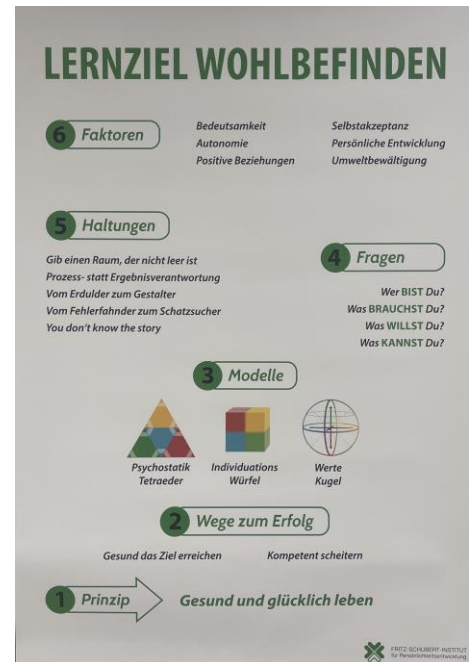 LERNZIEL WOHLBEFINDEN
6 Faktoren
Bedeutsamkeit
Autonomie
Positive Beziehungen
Selbstakzeptanz
Persönliche Entwicklung
Umweltbewältigung
5 Haltungen
Gib einen Raum, der nicht leer ist
Prozess- statt Ergebnisverantwortung
Vom Erdulder zum Gestalter
Vom Fehlerfahnder zum Schatzsucher
You don't know the story
4 Fragen
Wer BIST Du?
Was BRAUCHST Du?
Was WILLST Du?
Was KANNST Du?
3 Modelle
Psychostatik
Tetraeder
Individuations
Würfel
Werte
Kugel
2 Wege zum Erfolg
Gesund das Ziel erreichen
Kompetent scheitern
1 Prinzip
Gesund und glücklich leben
FRITZ-SCHUBERT-INSTITUT
für Persönlichkeitsentwicklung